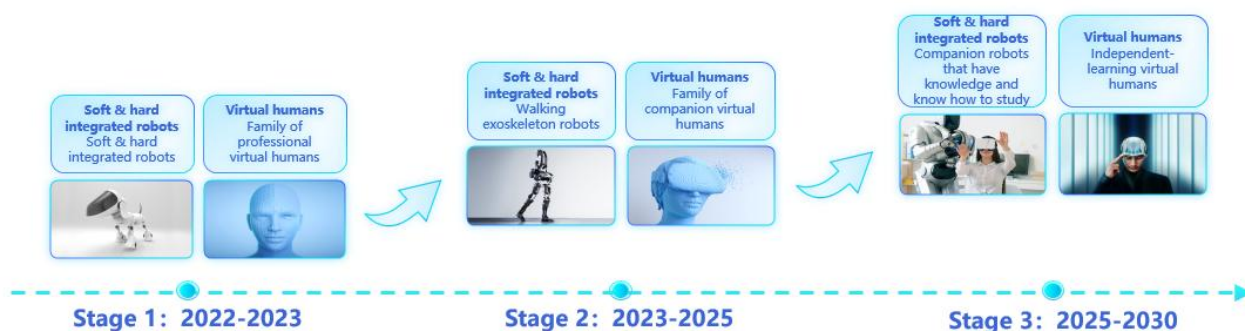 Soft & hard
integrated robots
Soft & hard
integrated robots
Virtual humans
Family of
professional
virtual humans
Soft & hard
integrated robots
Walking
exoskeleton robots
Virtual humans
Family of
companion virtual
humans
Soft & hard
integrated robots
Companion robots
that have
knowledge and
know how to study
Virtual humans
Independent-
learning virtual
humans
Stage 1: 2022-2023
Stage 2: 2023-2025
Stage 3: 2025-2030